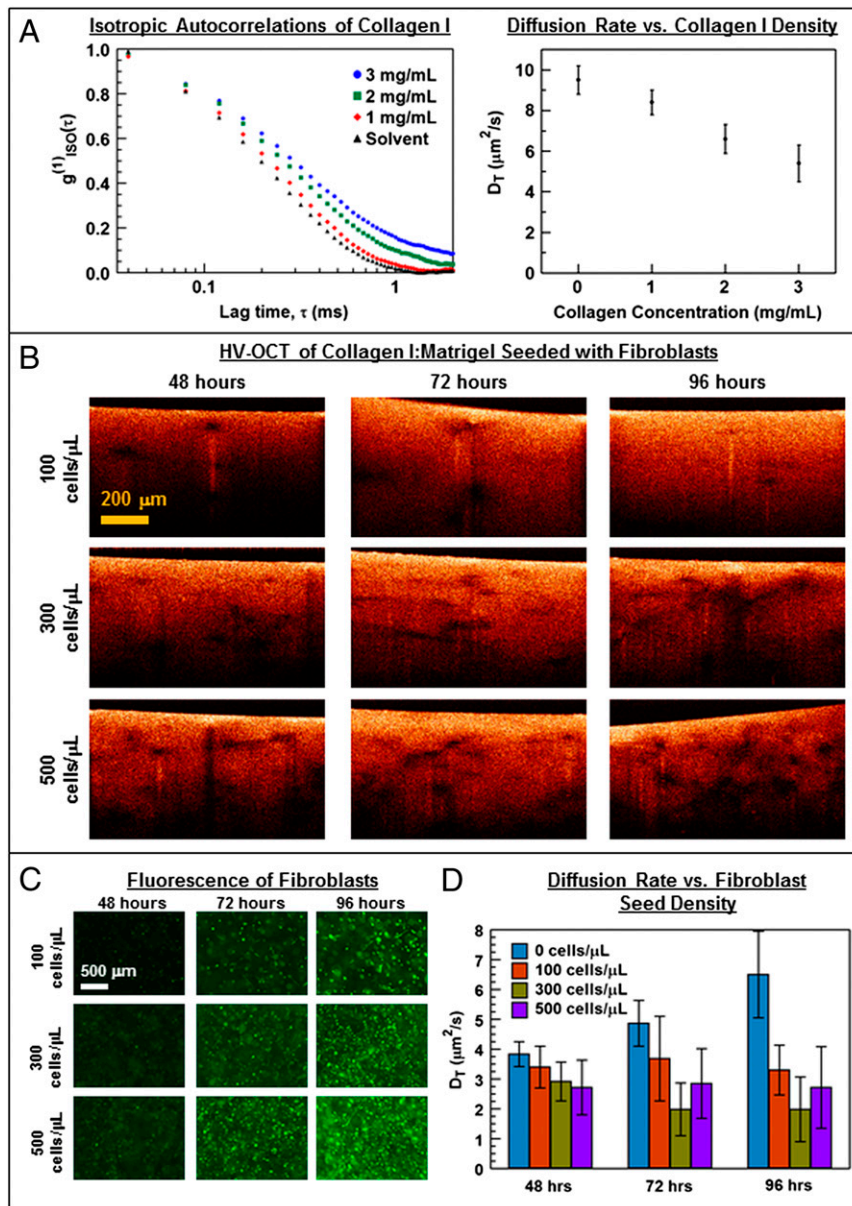 A
Isotropic Autocorrelations of Collagen I
1.0
0.8
0.6
0.4
0.2
0.0
g(1)ISO(τ)
3 mg/mL
2 mg/mL
1 mg/mL
Solvent
0.1
1
Lag time, τ (ms)
Diffusion Rate vs. Collagen I Density
10
8
6
4
2
0
DT (μm2/s)
0
1
2
3
Collagen Concentration (mg/mL)
B
HV-OCT of Collagen I:Matrigel Seeded with Fibroblasts
48 hours
72 hours
96 hours
100
cells/μL
200 μm
300
cells/μL
500
cells/μL
C
Fluorescence of Fibroblasts
48 hours
72 hours
96 hours
100
cells/μL
500 μm
300
cells/μL
500
cells/μL
D
Diffusion Rate vs. Fibroblast
Seed Density
8
7
6
5
4
3
2
1
0
DT (μm2/s)
0 cells/μL
100 cells/μL
300 cells/μL
500 cells/μL
48 hrs
72 hrs
96 hrs